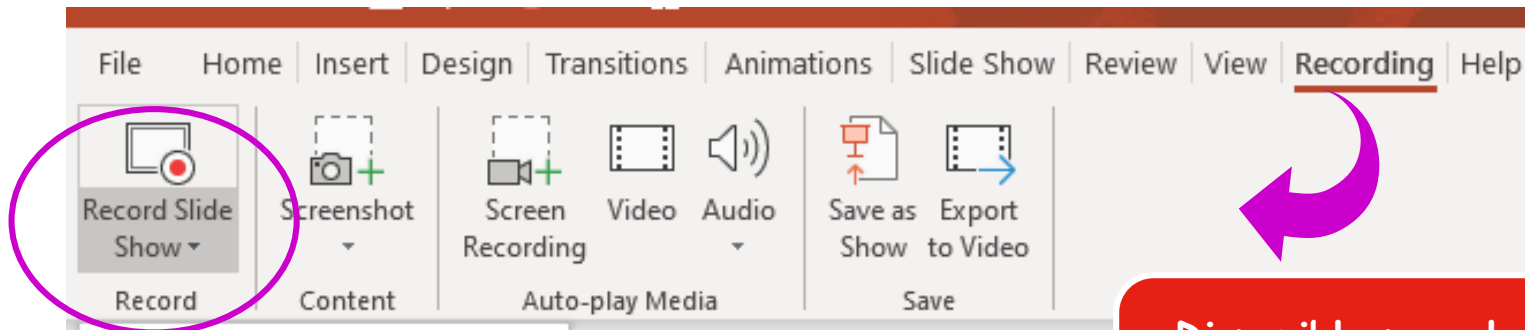 File Home Insert Design Transitions Animations Slide Show Review View Recording Help
Record Slide Show
Screenshot
Screen Recording
Video
Audio
Save as Show
Export to Video
Record
Content
Auto-play Media
Save